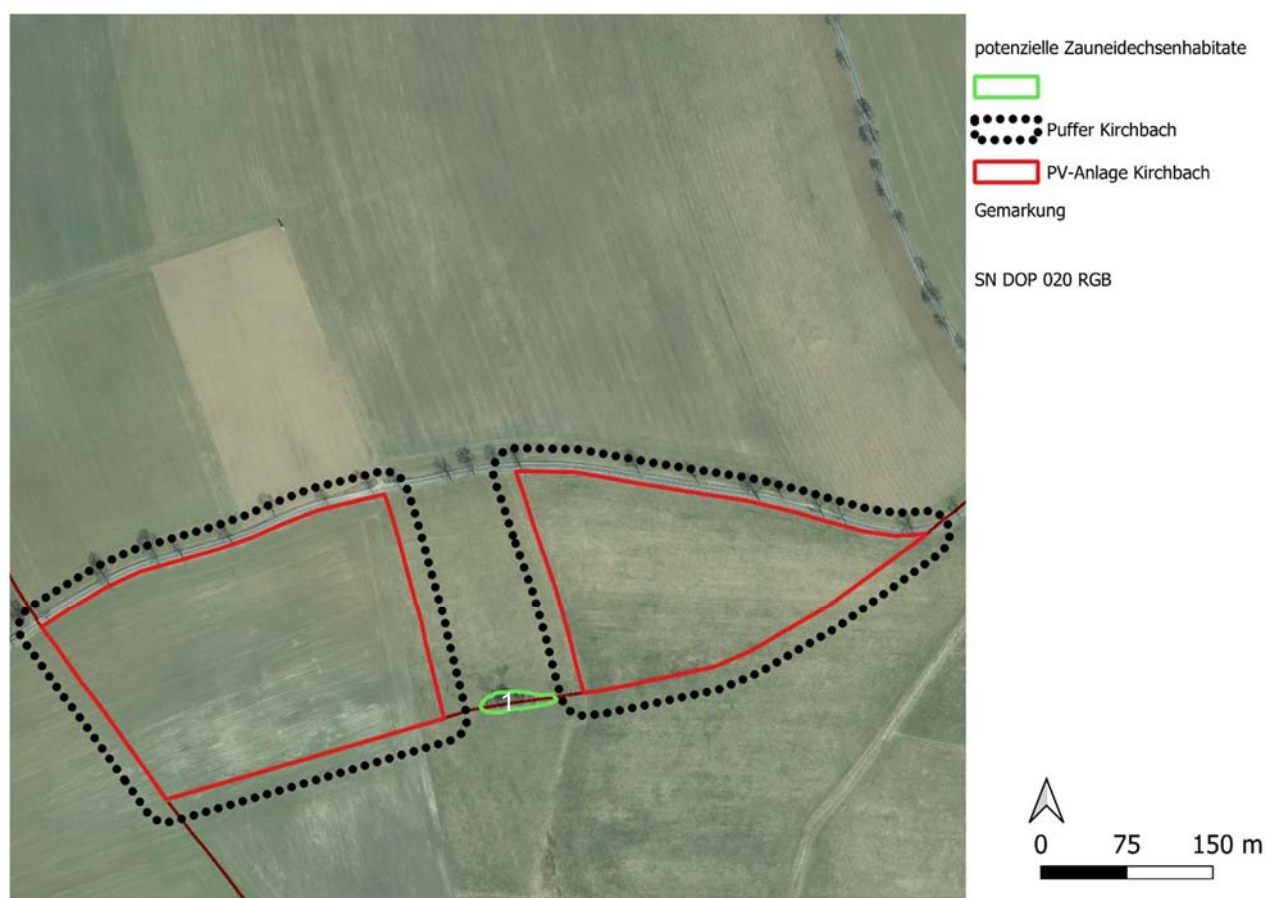 potenzielle Zauneidechsenhabitate
Puffer Kirchbach
PV-Anlage Kirchbach
Gemarkung
SN DOP 020 RGB
1
0 75 150 m